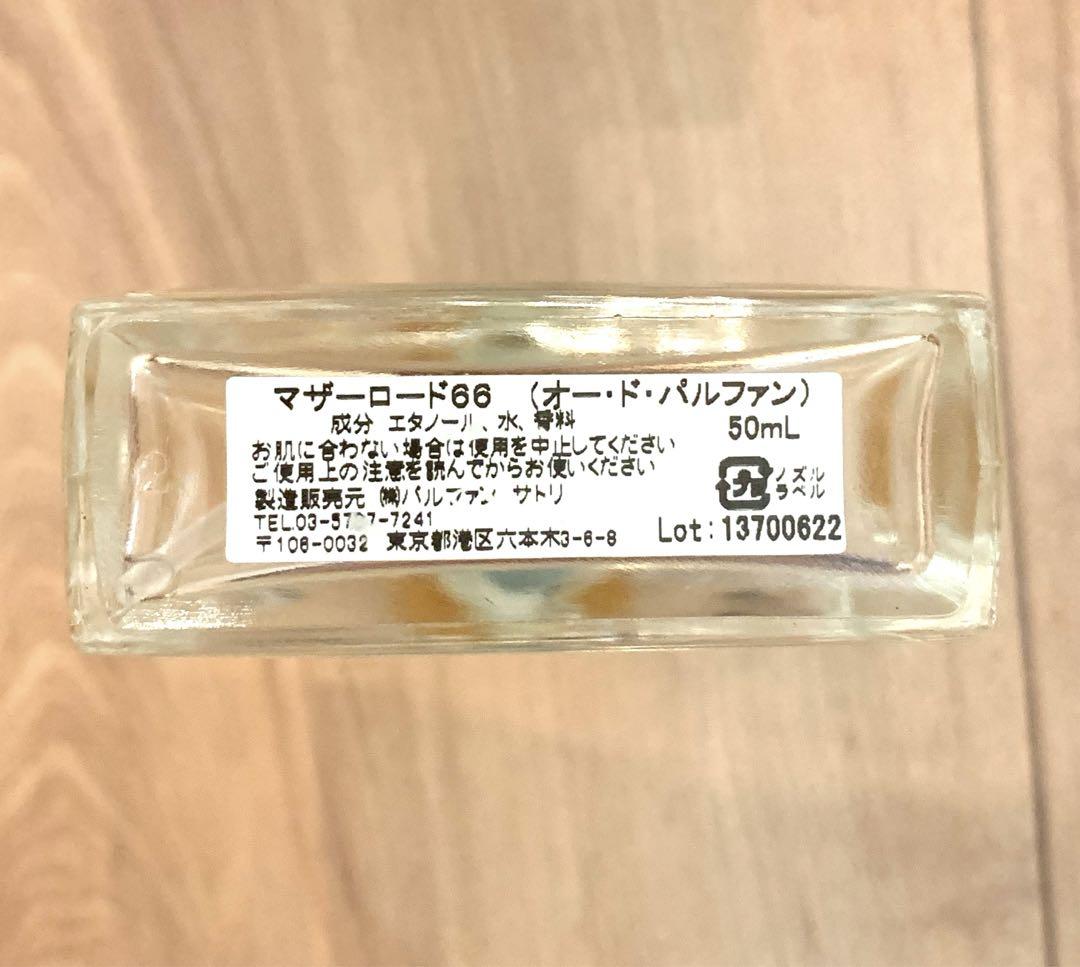 マザーロード66 （オー・ド・パルファン）
成分 エタノール、水、香料
50mL
お肌に合わない場合は使用を中止してください
ご使用上の注意を読んでからお使いください
プラ
ノズル
ラベル
製造販売元 ㈱パルファン サトリ
〒106-0032 東京都港区六本木3-6-8
Lot:13700622